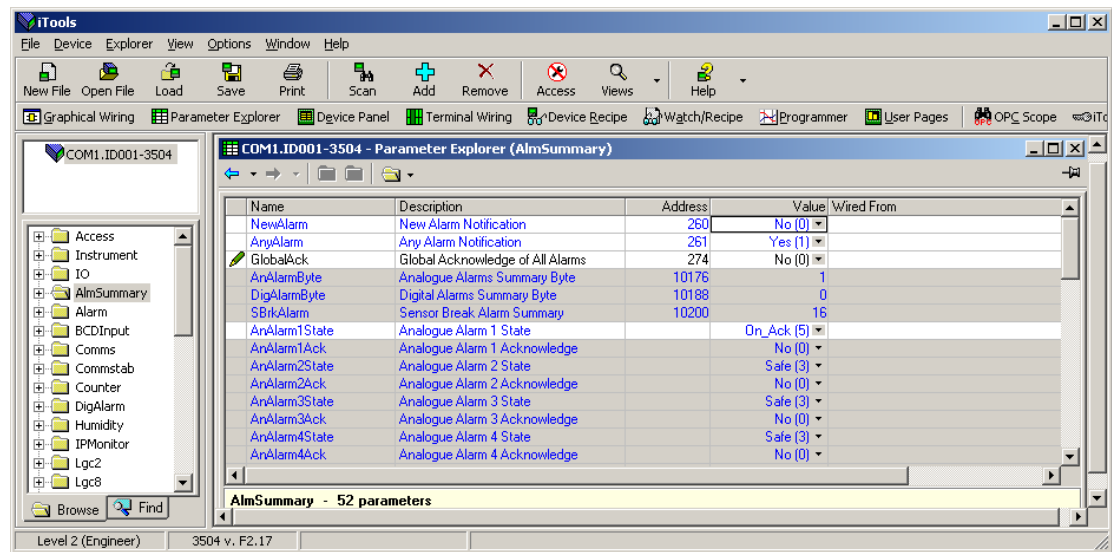 iTools
File Device Explorer View Options Window Help
New File Open File Load Save Print Scan Add Remove Access Views Help
Graphical Wiring Parameter Explorer Device Panel Terminal Wiring Device Recipe Watch/Recipe Programmer User Pages OPC Scope iTo
COM1.ID001-3504
COM1.ID001-3504 - Parameter Explorer (AlmSummary)
Name Description Address Value Wired From
NewAlarm New Alarm Notification 260 No (0)
AnyAlarm Any Alarm Notification 261 Yes (1)
GlobalAck Global Acknowledge of All Alarms 274 No (0)
AnAlarmByte Analogue Alarms Summary Byte 10176 1
DigAlarmByte Digital Alarms Summary Byte 10188 0
SBrkAlarm Sensor Break Alarm Summary 10200 16
AnAlarm1State Analogue Alarm 1 State On_Ack (5)
AnAlarm1Ack Analogue Alarm 1 Acknowledge No (0)
AnAlarm2State Analogue Alarm 2 State Safe (3)
AnAlarm2Ack Analogue Alarm 2 Acknowledge No (0)
AnAlarm3State Analogue Alarm 3 State Safe (3)
AnAlarm3Ack Analogue Alarm 3 Acknowledge No (0)
AnAlarm4State Analogue Alarm 4 State Safe (3)
AnAlarm4Ack Analogue Alarm 4 Acknowledge No (0)
AlmSummary - 52 parameters
Access
Instrument
IO
AlmSummary
Alarm
BCDInput
Comms
Commstab
Counter
DigAlarm
Humidity
IPMonitor
Lgc2
Lgc8
Browse Find
Level 2 (Engineer) 3504 v. F2.17